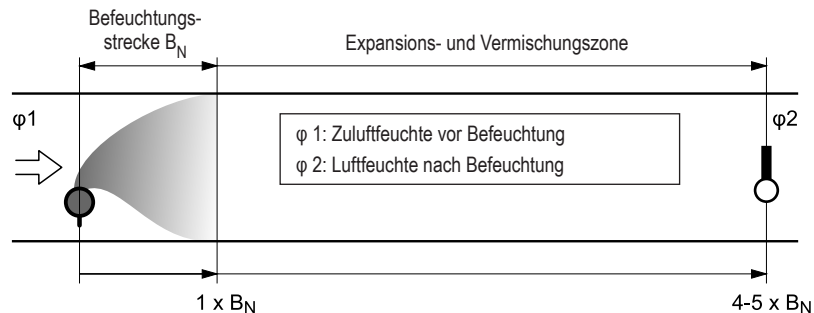 Befeuchtungs-
strecke B_N
Expansions- und Vermischungszone
φ1
φ 1: Zuluftfeuchte vor Befeuchtung
φ 2: Luftfeuchte nach Befeuchtung
φ2
1 x B_N
4-5 x B_N